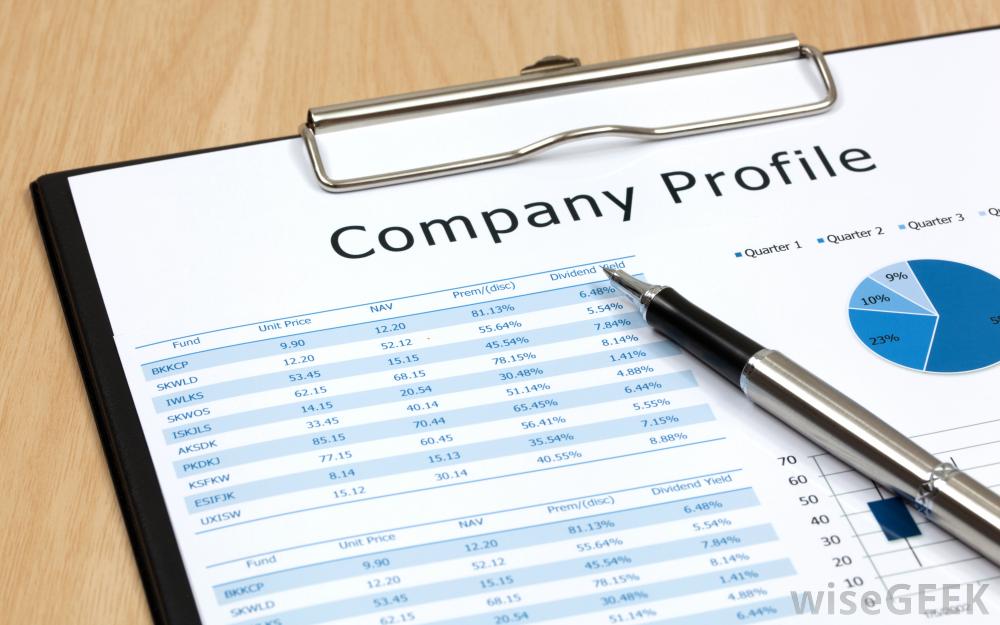 Company Profile
Quarter 1 Quarter 2 Quarter 3
Fund Unit Price NAV Prem/(disc) Dividend Yield
BKKCP 9.90 12.20 81.13% 6.48%
SKWLD 12.20 52.12 55.64% 5.54%
IWLKS 53.45 15.15 45.54% 7.84%
SKWOS 62.15 68.15 78.15% 8.14%
ISKJLS 14.15 20.54 30.48% 1.41%
AKSDK 33.45 40.14 51.14% 4.88%
PKDKJ 85.15 70.44 65.45% 6.44%
KSFKW 77.15 60.45 56.41% 5.55%
ESIFJK 8.14 15.13 35.54% 7.15%
UXISW 15.12 30.14 40.55% 8.88%
9%
10%
23%
Fund Unit Price NAV Prem/(disc) Dividend Yield
BKKCP 9.90 12.20 81.13% 6.48%
SKWLD 12.20 52.12 55.64% 5.54%
53.45 15.15 45.54% 7.84%
62.15 68.15 78.15% 8.14%
20.54 30.48% 1.41%
51.14% 4.88%
6.44%
70
60
50
40
30
20
10
0
wiseGEEK